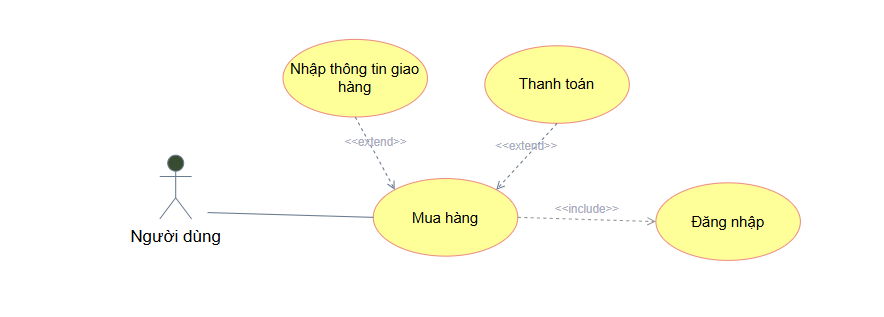 Nhập thông tin giao
hàng
Thanh toán
<<extend>>
<<extend>>
Mua hàng
<<include>>
Đăng nhập
Người dùng